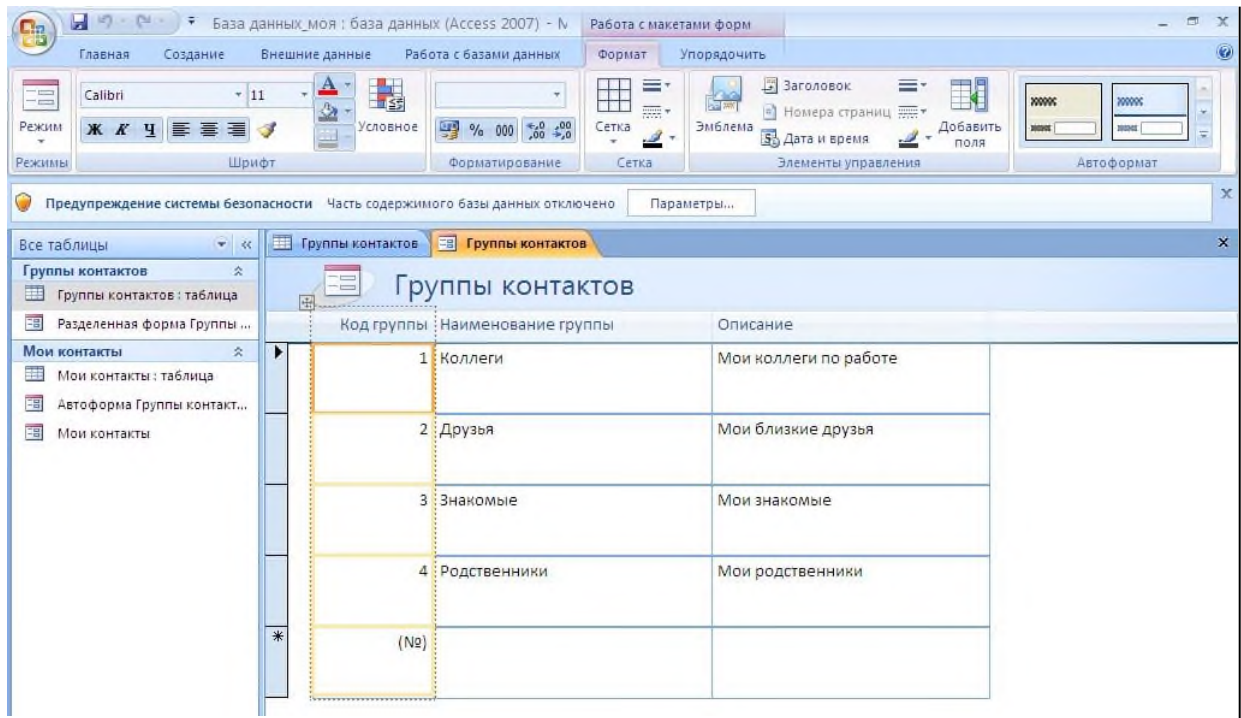 База данных_моя : база данных (Access 2007) - М
Работа с макетами форм
Главная Создание Внешние данные Работа с базами данных Формат Упорядочить
Режим
Режимы
Calibri 11
Ж К Ч
Условное
Шрифт
% 000 ,00 ,00
Форматирование
Сетка
Сетка
Эмблема
Заголовок
Номера страниц
Дата и время
Добавить поля
Элементы управления
XXXXX XXXXX
Автоформат
Предупреждение системы безопасности Часть содержимого базы данных отключено Параметры...
Все таблицы
Группы контактов
Группы контактов : таблица
Разделенная форма Группы ...
Мои контакты
Мои контакты : таблица
Автоформа Группы контакт...
Мои контакты
Группы контактов Группы контактов
Группы контактов
Код группы Наименование группы Описание
1 Коллеги Мои коллеги по работе
2 Друзья Мои близкие друзья
3 Знакомые Мои знакомые
4 Родственники Мои родственники
(№)